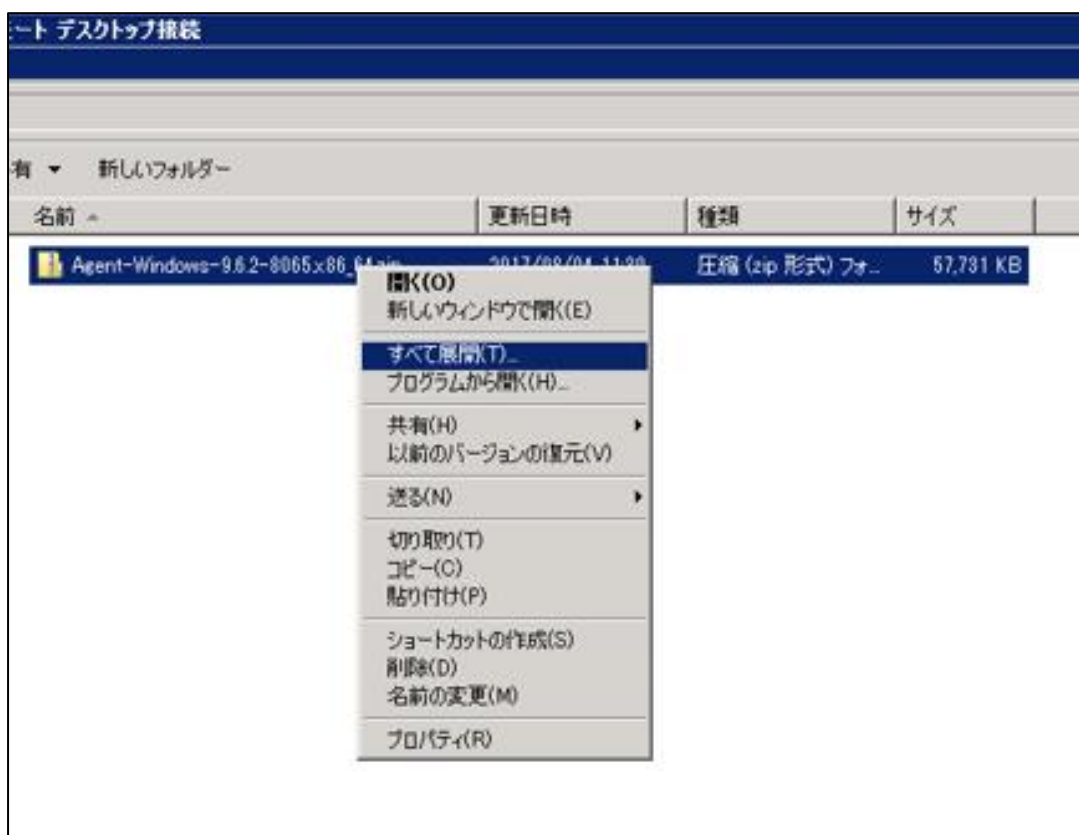 ート デスクトップ接続
有 新しいフォルダー
名前 更新日時 種類 サイズ
Agent-Windows-9.6.2-8065.x86_64.zip 2017/08/04 11:20 圧縮 (zip 形式) フォ... 57,731 KB
開く(O)
新しいウィンドウで開く(E)
すべて展開(T)...
プログラムから開く(H)...
共有(H)
以前のバージョンの復元(V)
送る(N)
切り取り(T)
コピー(C)
貼り付け(P)
ショートカットの作成(S)
削除(D)
名前の変更(M)
プロパティ(R)